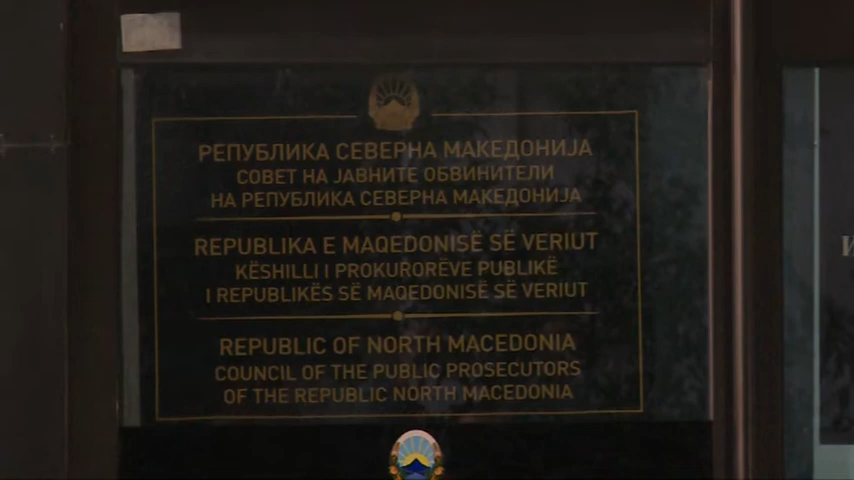 РЕПУБЛИКА СЕВЕРНА МАКЕДОНИЈА
СОВЕТ НА ЈАВНИТЕ ОБВИНИТЕЛИ
НА РЕПУБЛИКА СЕВЕРНА МАКЕДОНИЈА
REPUBLIKA E MAQEDONISË SË VERIUT
KËSHILLI I PROKURORËVE PUBLIKË
I REPUBLIKËS SË MAQEDONISË SË VERIUT
REPUBLIC OF NORTH MACEDONIA
COUNCIL OF THE PUBLIC PROSECUTORS
OF THE REPUBLIC NORTH MACEDONIA